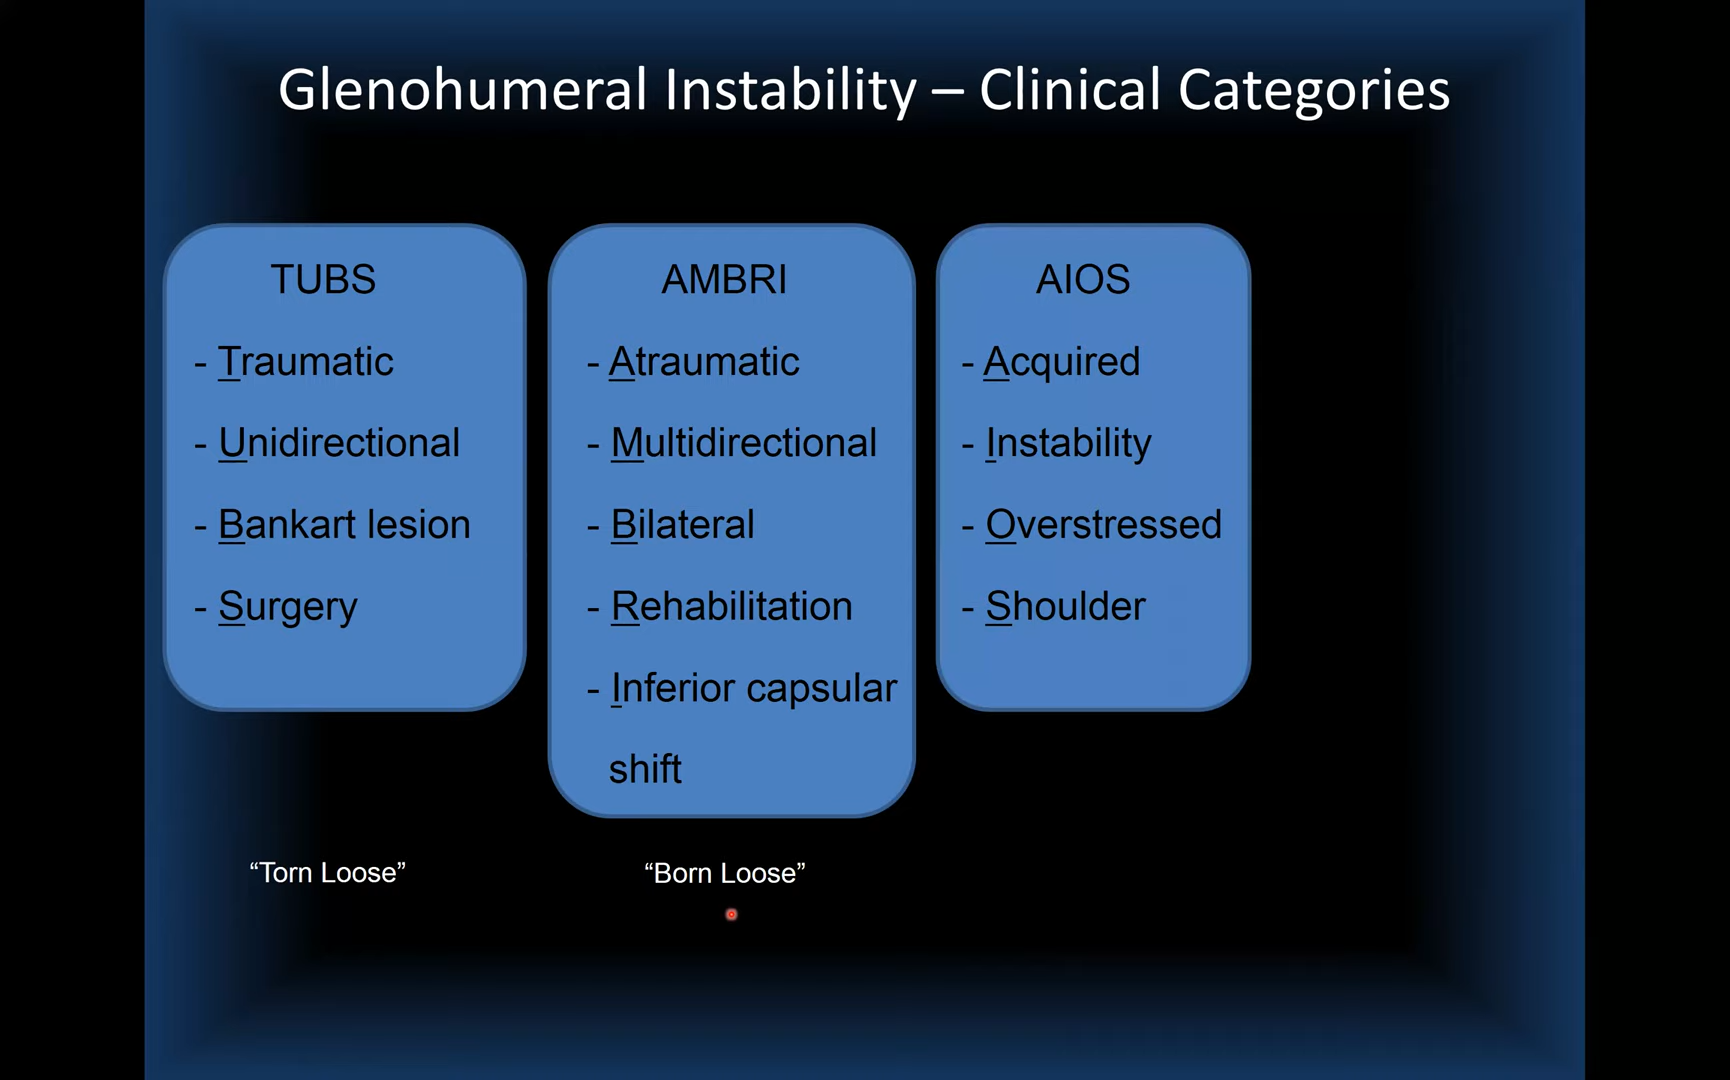 Glenohumeral Instability – Clinical Categories
TUBS
- Traumatic
- Unidirectional
- Bankart lesion
- Surgery
“Torn Loose”
AMBRI
- Atraumatic
- Multidirectional
- Bilateral
- Rehabilitation
- Inferior capsular
shift
“Born Loose”
AIOS
- Acquired
- Instability
- Overstressed
- Shoulder